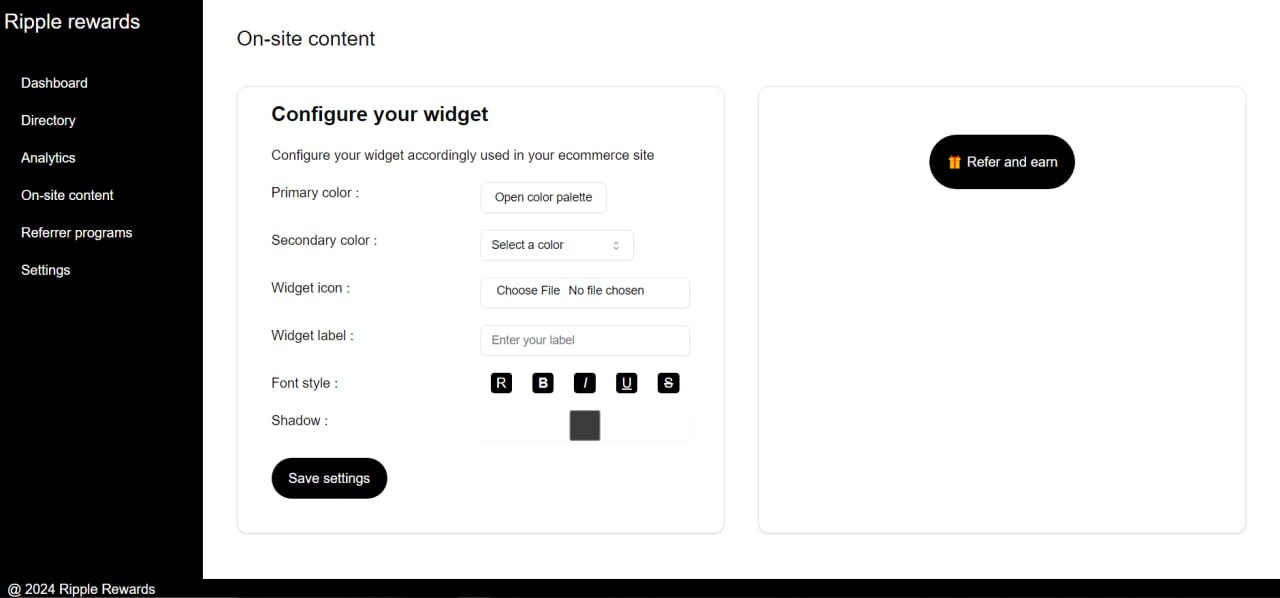 Ripple rewards
Dashboard
Directory
Analytics
On-site content
Referrer programs
Settings
On-site content
Configure your widget
Configure your widget accordingly used in your ecommerce site
Primary color :
Open color palette
Secondary color :
Select a color
Widget icon :
Choose File No file chosen
Widget label :
Enter your label
Font style :
R B I U S
Shadow :
Save settings
Refer and earn
@ 2024 Ripple Rewards